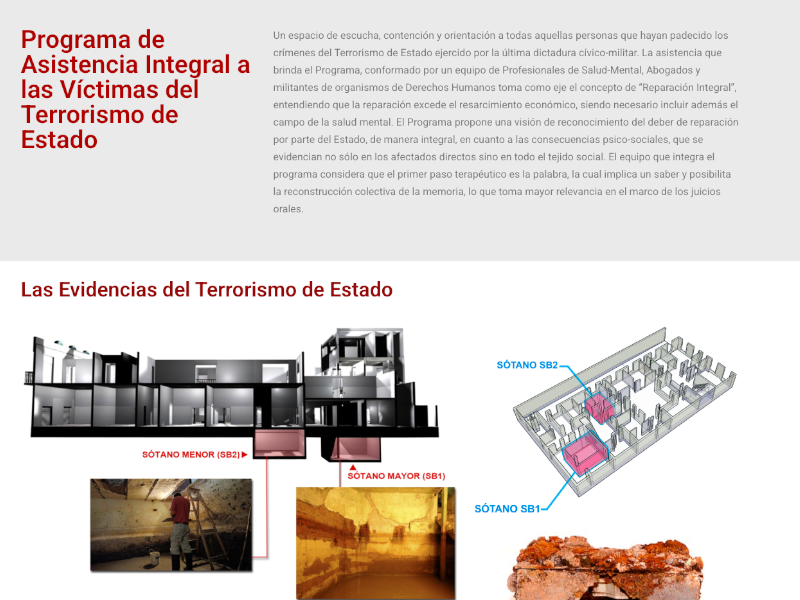 Programa de
Asistencia Integral a
las Víctimas del
Terrorismo de
Estado
Un espacio de escucha, contención y orientación a todas aquellas personas que hayan padecido los
crímenes del Terrorismo de Estado ejercido por la última dictadura cívico-militar. La asistencia que
brinda el Programa, conformado por un equipo de Profesionales de Salud-Mental, Abogados y
militantes de organismos de Derechos Humanos toma como eje el concepto de “Reparación Integral”,
entendiendo que la reparación excede el resarcimiento económico, siendo necesario incluir además el
campo de la salud mental. El Programa propone una visión de reconocimiento del deber de reparación
por parte del Estado, de manera integral, en cuanto a las consecuencias psico-sociales, que se
evidencian no sólo en los afectados directos sino en todo el tejido social. El equipo que integra el
programa considera que el primer paso terapéutico es la palabra, la cual implica un saber y posibilita
la reconstrucción colectiva de la memoria, lo que toma mayor relevancia en el marco de los juicios
orales.
Las Evidencias del Terrorismo de Estado
SÓTANO SB2
SÓTANO MENOR (SB2)
SÓTANO MAYOR (SB1)
SÓTANO SB1